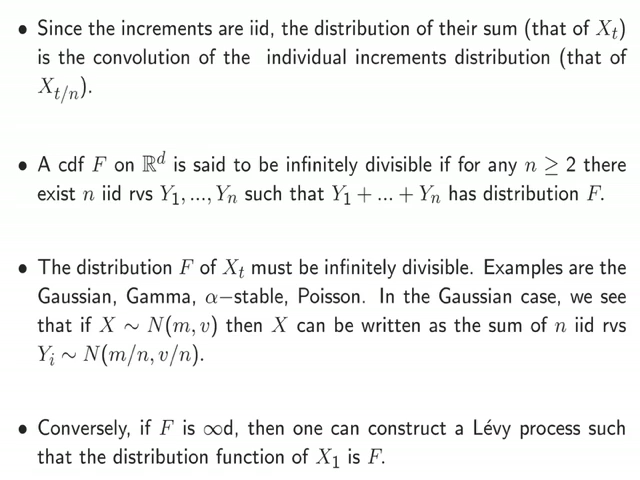 • Since the increments are iid, the distribution of their sum (that of X_t)
is the convolution of the individual increments distribution (that of
X_{t/n}).
• A cdf F on ℝ^d is said to be infinitely divisible if for any n ≥ 2 there
exist n iid rvs Y_1, ..., Y_n such that Y_1 + ... + Y_n has distribution F.
• The distribution F of X_t must be infinitely divisible. Examples are the
Gaussian, Gamma, α−stable, Poisson. In the Gaussian case, we see
that if X ∼ N(m, v) then X can be written as the sum of n iid rvs
Y_i ∼ N(m/n, v/n).
• Conversely, if F is ∞d, then one can construct a Lévy process such
that the distribution function of X_1 is F.